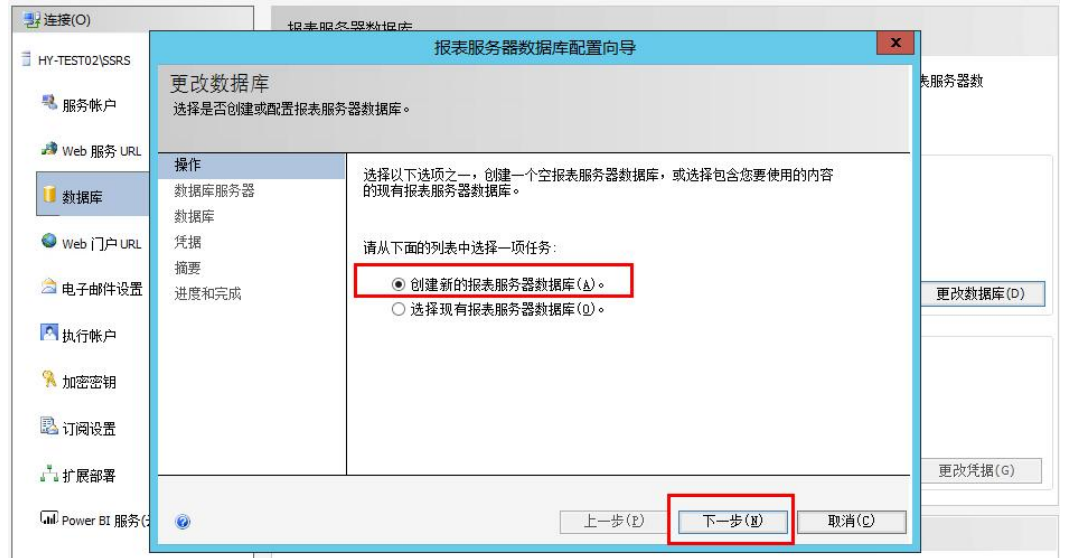 连接(O)
报表服务器数据库
HY-TEST02\SSRS
服务帐户
Web 服务 URL
数据库
Web 门户 URL
电子邮件设置
执行帐户
加密密钥
订阅设置
扩展部署
Power BI 服务(
报表服务器数据库配置向导
x
更改数据库
选择是否创建或配置报表服务器数据库。
操作
数据库服务器
数据库
凭据
摘要
进度和完成
选择以下选项之一，创建一个空报表服务器数据库，或选择包含您要使用的内容
的现有报表服务器数据库。
请从下面的列表中选择一项任务:
创建新的报表服务器数据库(A)。
选择现有报表服务器数据库(O)。
上一步(P)
下一步(N)
取消(C)
表服务器数
更改数据库(D)
更改凭据(G)